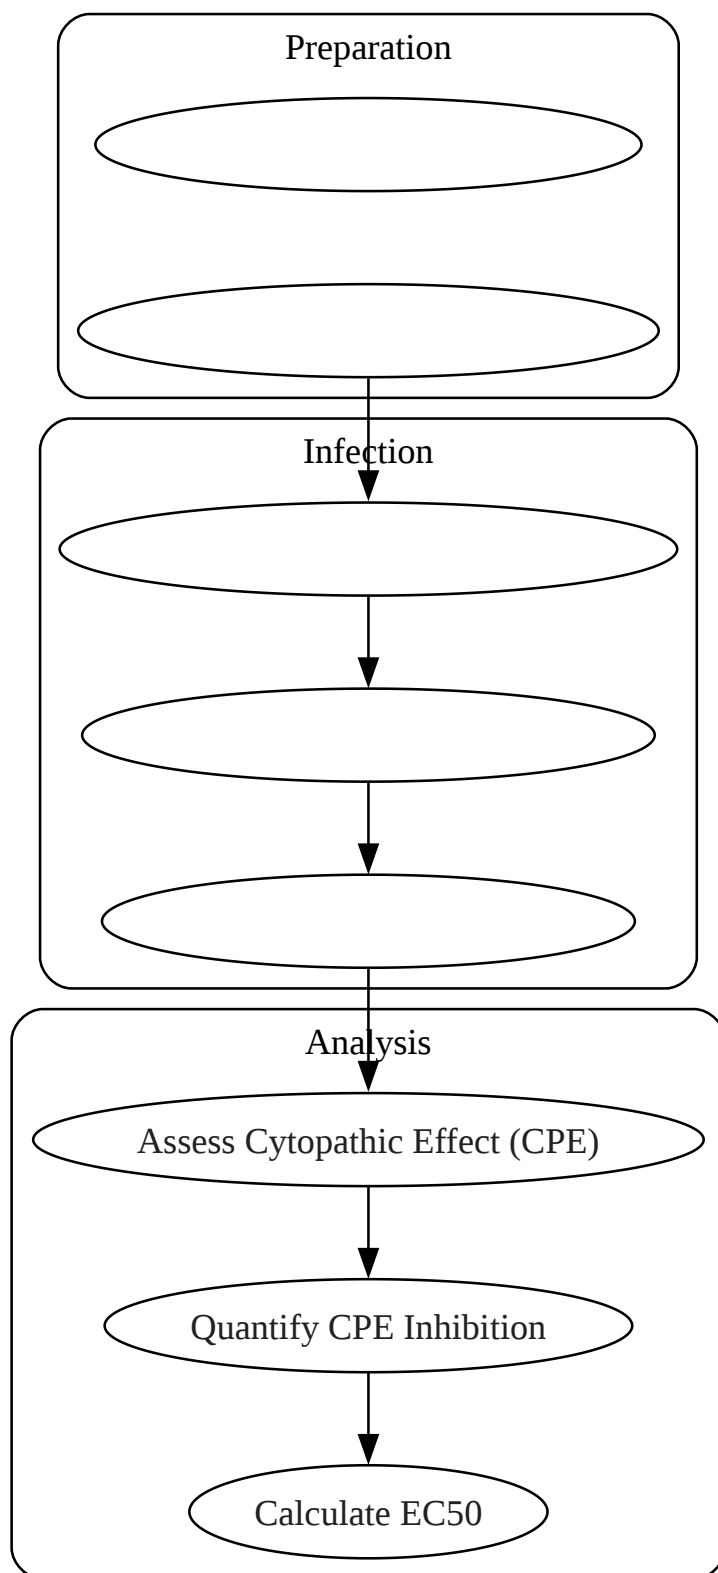 Preparation
Infection
Analysis
Assess Cytopathic Effect (CPE)
Quantify CPE Inhibition
Calculate EC50